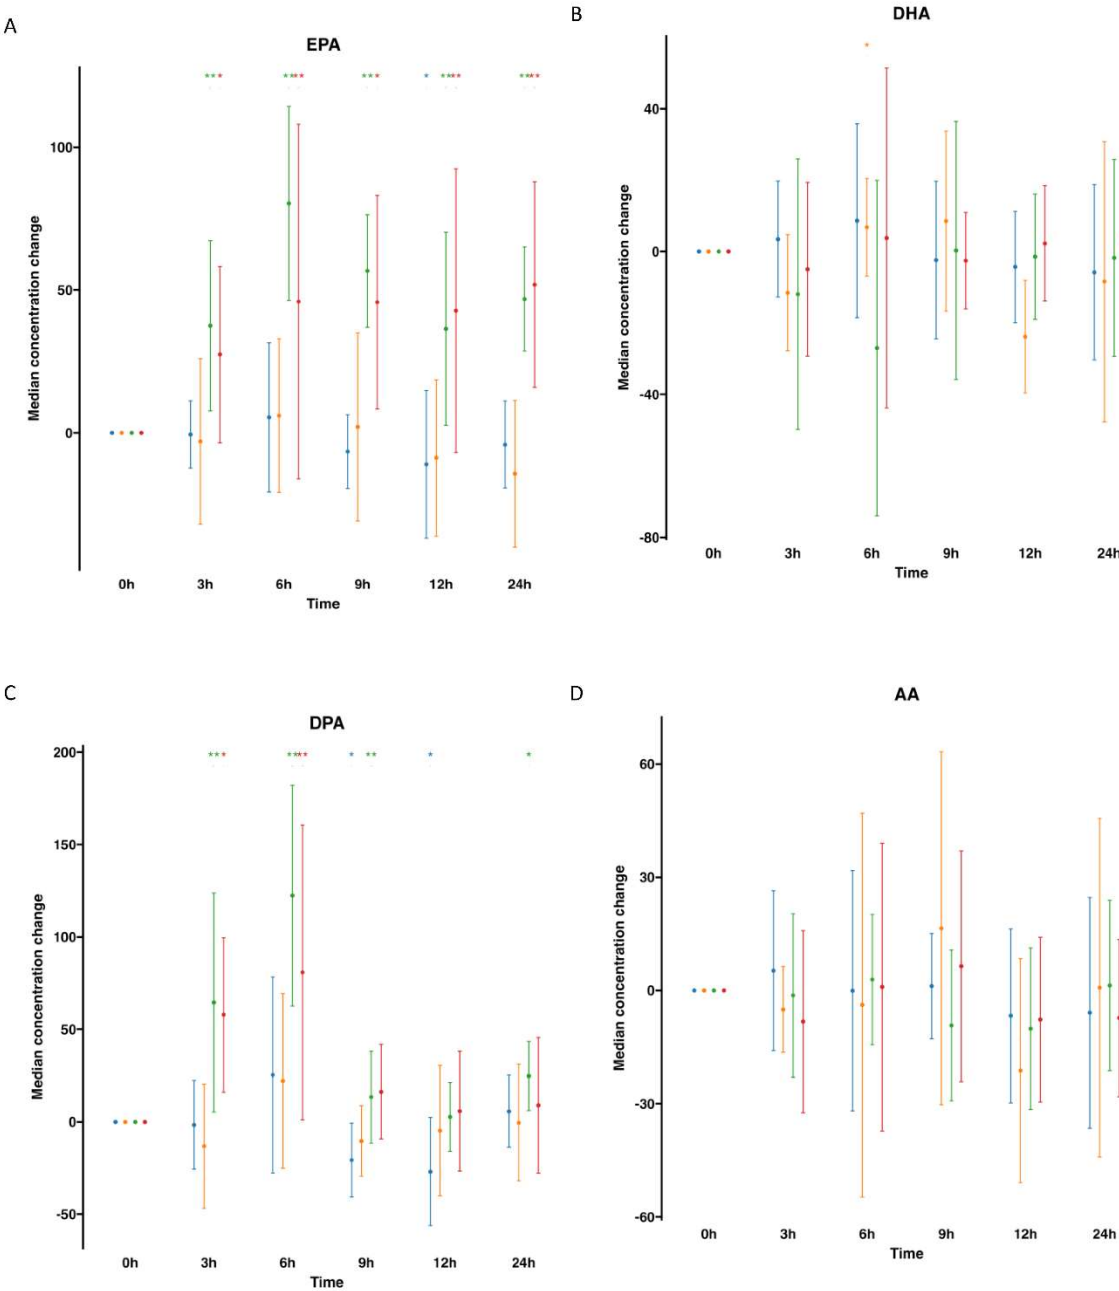 A
EPA
** * ** ** ** * * ** ** ** **
100
50
0
Median concentration change
0h 3h 6h 9h 12h 24h
Time
B
DHA
*
40
0
-40
-80
Median concentration change
0h 3h 6h 9h 12h 24h
Time
C
DPA
** * ** ** * ** * *
200
150
100
50
0
-50
Median concentration change
0h 3h 6h 9h 12h 24h
Time
D
AA
60
30
0
-30
-60
Median concentration change
0h 3h 6h 9h 12h 24h
Time